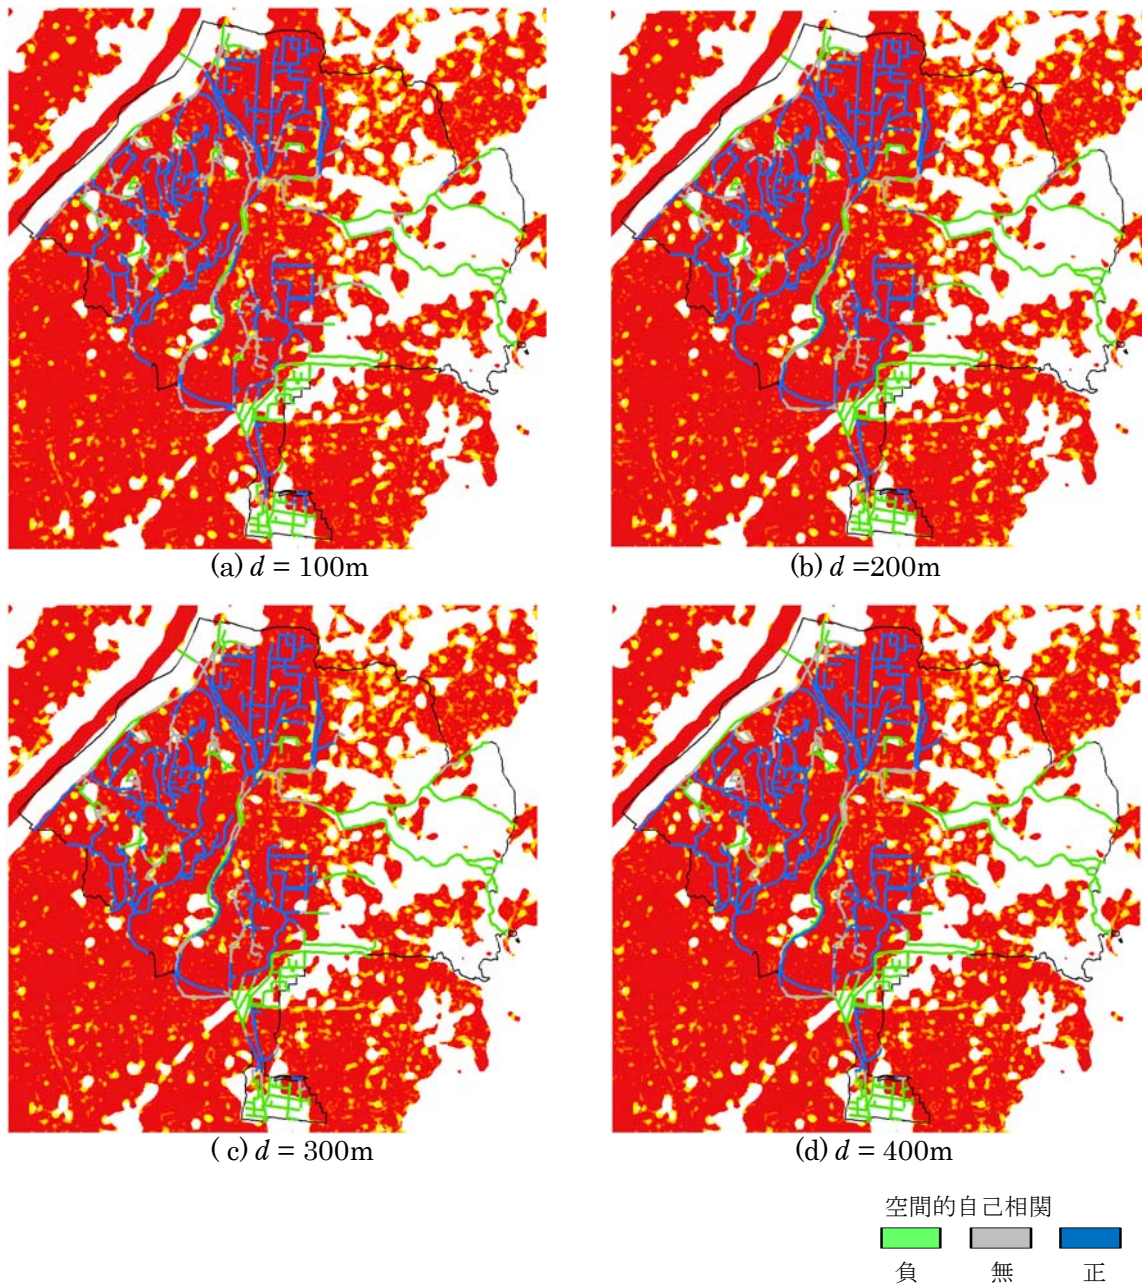 (a) d = 100m
(b) d =200m
( c) d = 300m
(d) d = 400m
空間的自己相関
負 無 正